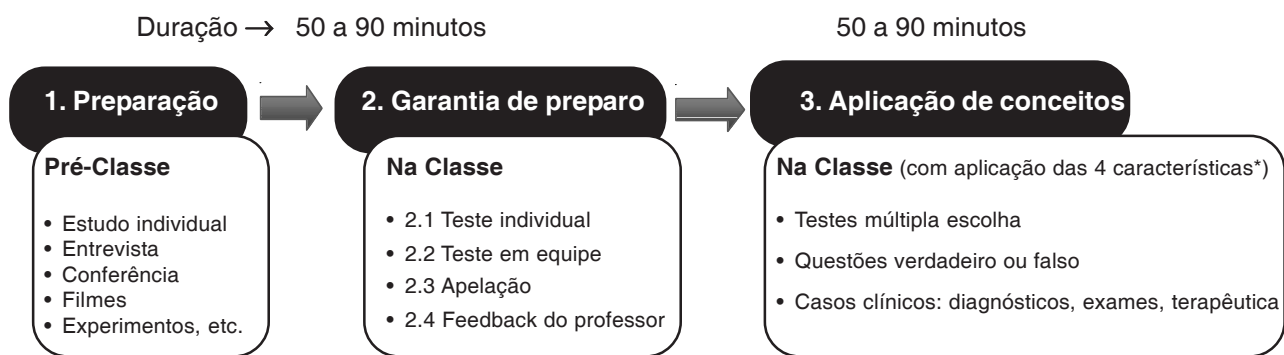 Duração → 50 a 90 minutos
50 a 90 minutos
1. Preparação
2. Garantia de preparo
3. Aplicação de conceitos
Pré-Classe
• Estudo individual
• Entrevista
• Conferência
• Filmes
• Experimentos, etc.
Na Classe
• 2.1 Teste individual
• 2.2 Teste em equipe
• 2.3 Apelação
• 2.4 Feedback do professor
Na Classe (com aplicação das 4 características*)
• Testes múltipla escolha
• Questões verdadeiro ou falso
• Casos clínicos: diagnósticos, exames, terapêutica